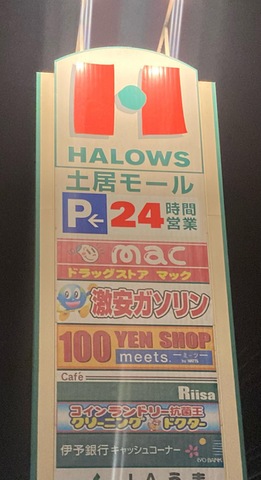 HALOWS
土居モール
P← 24時間営業
mac
ドラッグストア マック
激安ガソリン
100 YEN SHOP
meets.
Cafe
Riisa
コインランドリー抗菌王
クリーニング ドクター
伊予銀行 キャッシュコーナー
IYO BANK